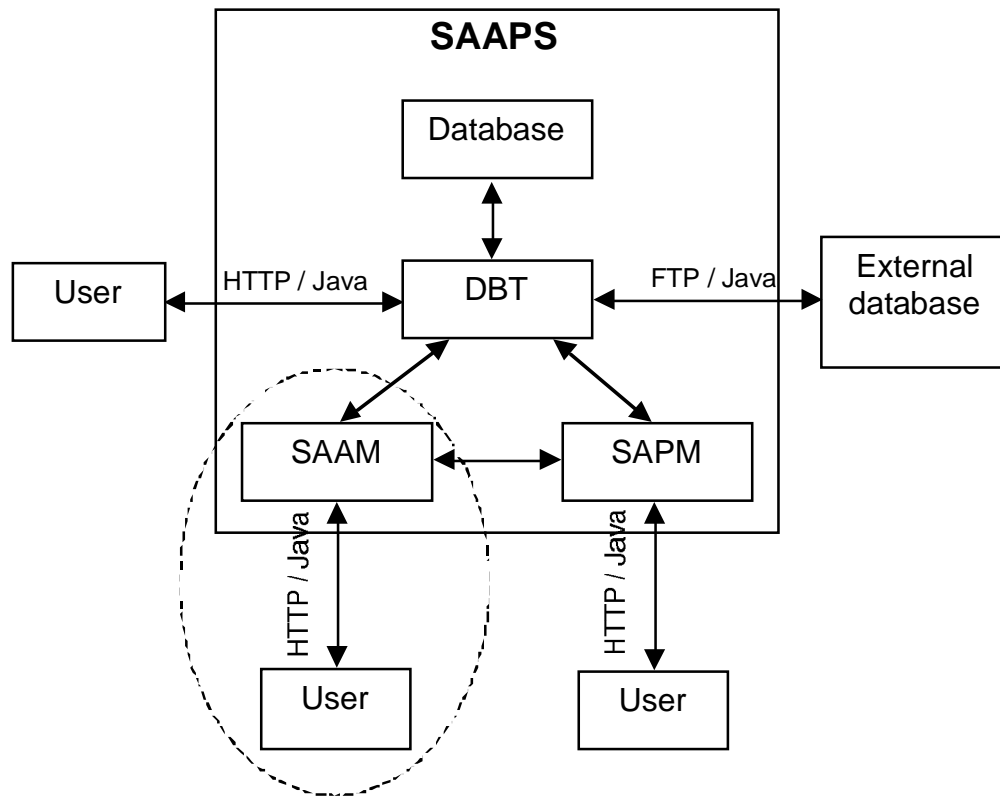 SAAPS
Database
User
HTTP / Java
DBT
FTP / Java
External
database
SAAM
SAPM
HTTP / Java
HTTP / Java
User
User